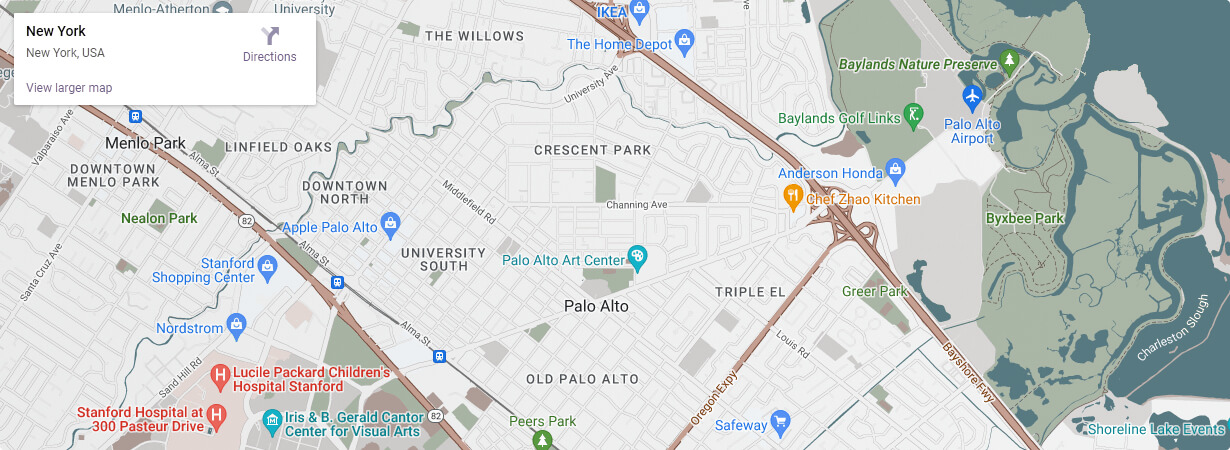 New York
New York, USA
View larger map
Directions
Menlo-Atherton
University
IKEA
THE WILLOWS
The Home Depot
University Ave
Baylands Nature Preserve
Baylands Golf Links
Palo Alto
Airport
Valparaiso Ave
Menlo Park
Alma St
LINFIELD OAKS
CRESCENT PARK
DOWNTOWN
MENLO PARK
DOWNTOWN
NORTH
Middlefield Rd
Anderson Honda
Chef Zhao Kitchen
Channing Ave
Nealon Park
82
Apple Palo Alto
Byxbee Park
Alma St
UNIVERSITY
SOUTH
Palo Alto Art Center
Santa Cruz Ave
Stanford
Shopping Center
TRIPLE EL
Greer Park
Palo Alto
Nordstrom
Alma St
Louis Rd
Charleston Slough
Sand Hill Rd
Bayshore Fwy
Lucile Packard Children's
Hospital Stanford
OLD PALO ALTO
Oregon Expy
Stanford Hospital at
300 Pasteur Drive
Iris & B. Gerald Cantor
Center for Visual Arts
82
Peers Park
Safeway
Shoreline Lake Events